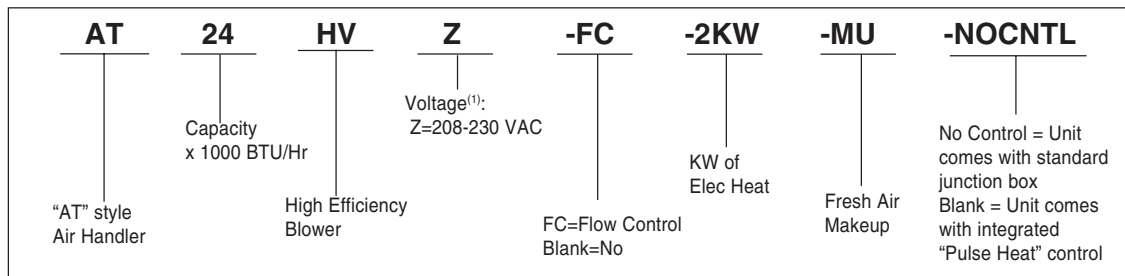 AT 24 HV Z -FC -2KW -MU -NOCNTL
"AT" style
Air Handler
Capacity
x 1000 BTU/Hr
High Efficiency
Blower
Voltage(1):
Z=208-230 VAC
FC=Flow Control
Blank=No
KW of
Elec Heat
Fresh Air
Makeup
No Control = Unit
comes with standard
junction box
Blank = Unit comes
with integrated
"Pulse Heat" control